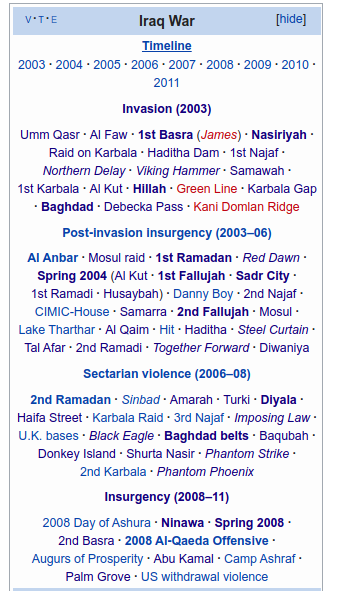 V · T · E Iraq War [hide]
Timeline
2003 · 2004 · 2005 · 2006 · 2007 · 2008 · 2009 · 2010 ·
2011
Invasion (2003)
Umm Qasr · Al Faw · 1st Basra (James) · Nasiriyah ·
Raid on Karbala · Haditha Dam · 1st Najaf ·
Northern Delay · Viking Hammer · Samawah ·
1st Karbala · Al Kut · Hillah · Green Line · Karbala Gap
· Baghdad · Debecka Pass · Kani Domlan Ridge
Post-invasion insurgency (2003–06)
Al Anbar · Mosul raid · 1st Ramadan · Red Dawn ·
Spring 2004 (Al Kut · 1st Fallujah · Sadr City ·
1st Ramadi · Husaybah) · Danny Boy · 2nd Najaf ·
CIMIC-House · Samarra · 2nd Fallujah · Mosul ·
Lake Tharthar · Al Qaim · Hit · Haditha · Steel Curtain ·
Tal Afar · 2nd Ramadi · Together Forward · Diwaniya
Sectarian violence (2006–08)
2nd Ramadan · Sinbad · Amarah · Turki · Diyala ·
Haifa Street · Karbala Raid · 3rd Najaf · Imposing Law ·
U.K. bases · Black Eagle · Baghdad belts · Baqubah ·
Donkey Island · Shurta Nasir · Phantom Strike ·
2nd Karbala · Phantom Phoenix
Insurgency (2008–11)
2008 Day of Ashura · Ninawa · Spring 2008 ·
2nd Basra · 2008 Al-Qaeda Offensive ·
Augurs of Prosperity · Abu Kamal · Camp Ashraf ·
Palm Grove · US withdrawal violence